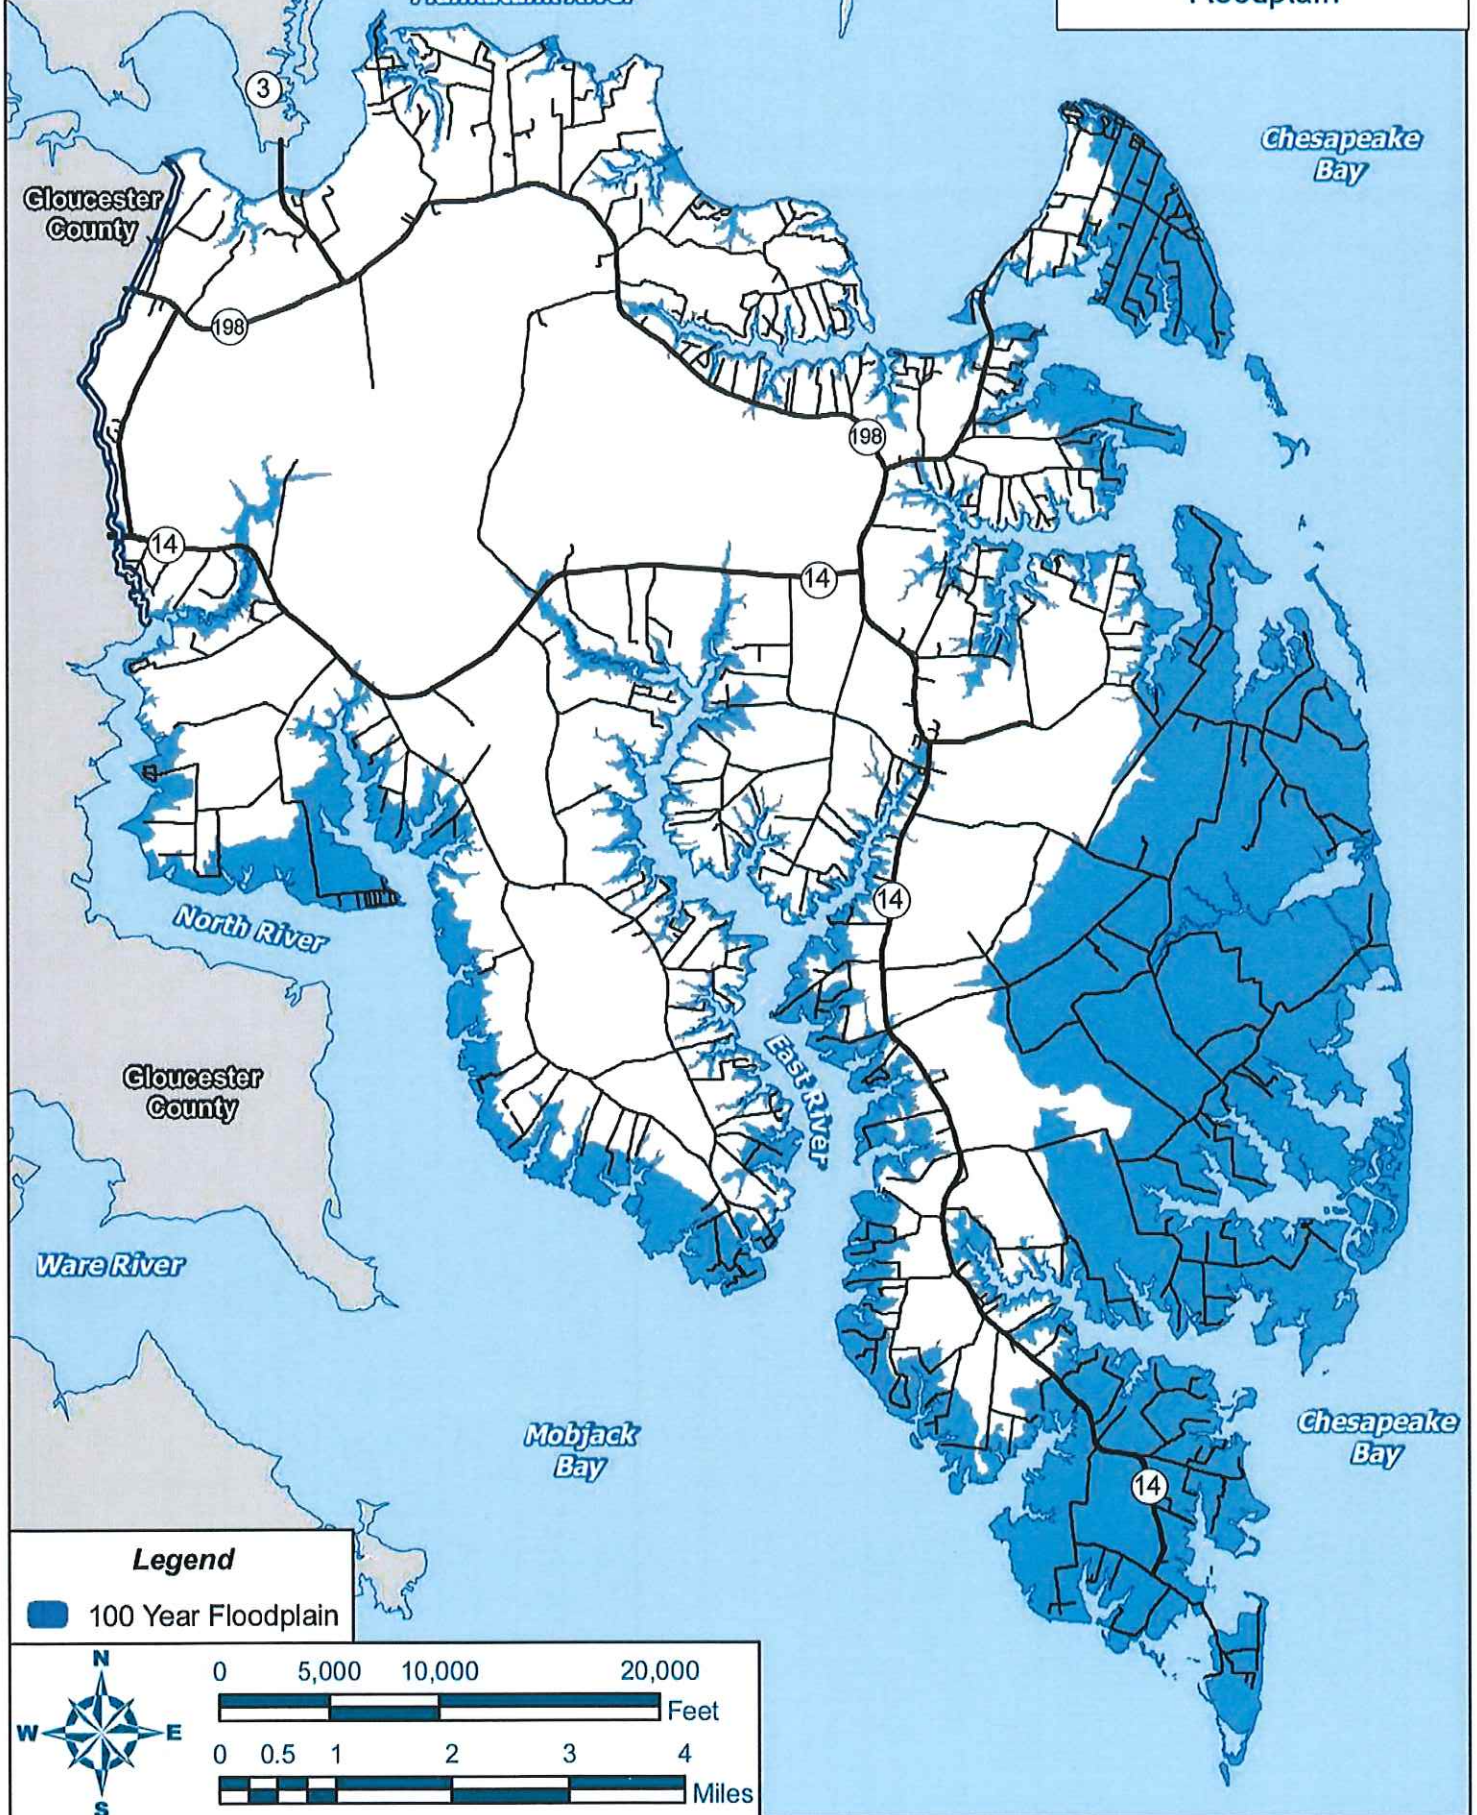 Floodplain
3
Chesapeake
Bay
Gloucester
County
198
198
14
14
14
North River
East River
Gloucester
County
Ware River
Mobjack
Bay
Chesapeake
Bay
14
Legend
100 Year Floodplain
N
W
E
S
0 5,000 10,000 20,000
Feet
0 0.5 1 2 3 4
Miles